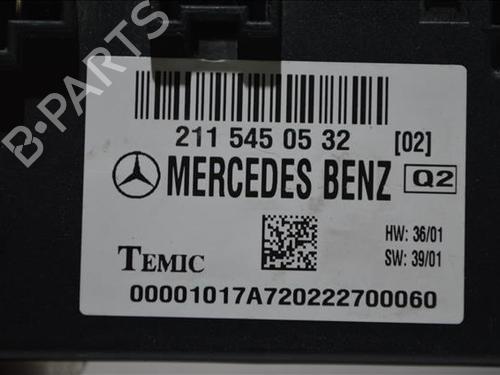 211 545 05 32 [02]
MERCEDES BENZ Q2
HW: 36/01
TEMIC
SW: 39/01
00001017A720222700060
B-PARTS